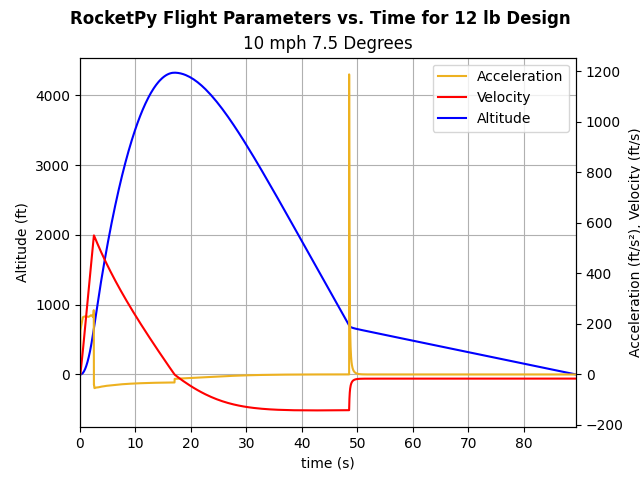 RocketPy Flight Parameters vs. Time for 12 lb Design
10 mph 7.5 Degrees
Acceleration
Velocity
Altitude
Altitude (ft)
4000
3000
2000
1000
0
1200
1000
800
600
400
200
0
−200
Acceleration (ft/s²), Velocity (ft/s)
0 10 20 30 40 50 60 70 80
time (s)